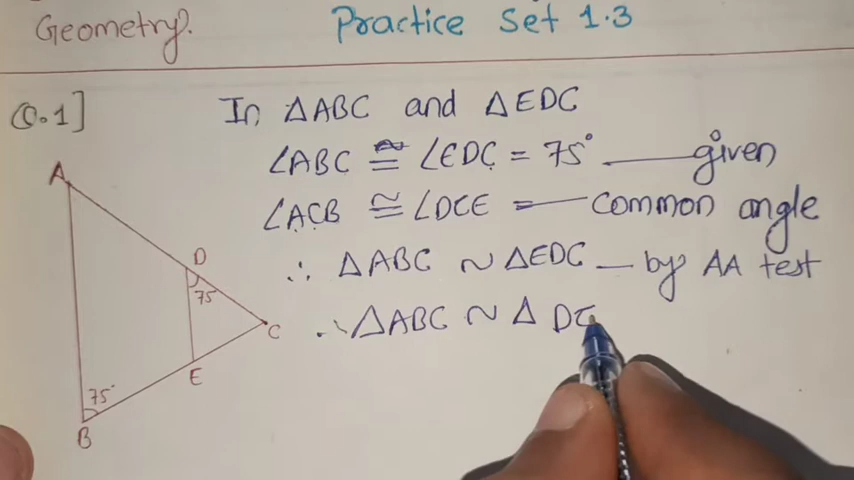 Geometry.
Practice Set 1.3
Q.1]
In ΔABC and ΔEDC
∠ABC ≅ ∠EDC = 75° — given
∠ACB ≅ ∠DCE — common angle
∴ ΔABC ~ ΔEDC — by AA test
∴ ΔABC ~ Δ DC
A
D
75
C
E
75°
B